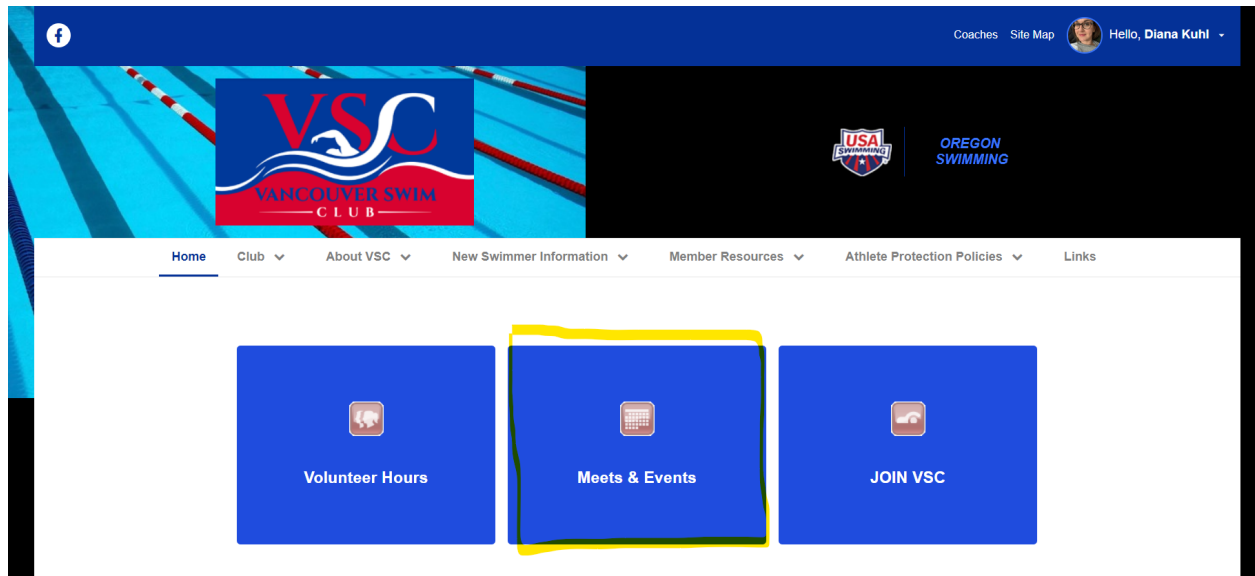 Coaches Site Map Hello, Diana Kuhl
VSC
VANCOUVER SWIM
CLUB
USA
SWIMMING
OREGON
SWIMMING
Home Club About VSC New Swimmer Information Member Resources Athlete Protection Policies Links
Volunteer Hours Meets & Events JOIN VSC